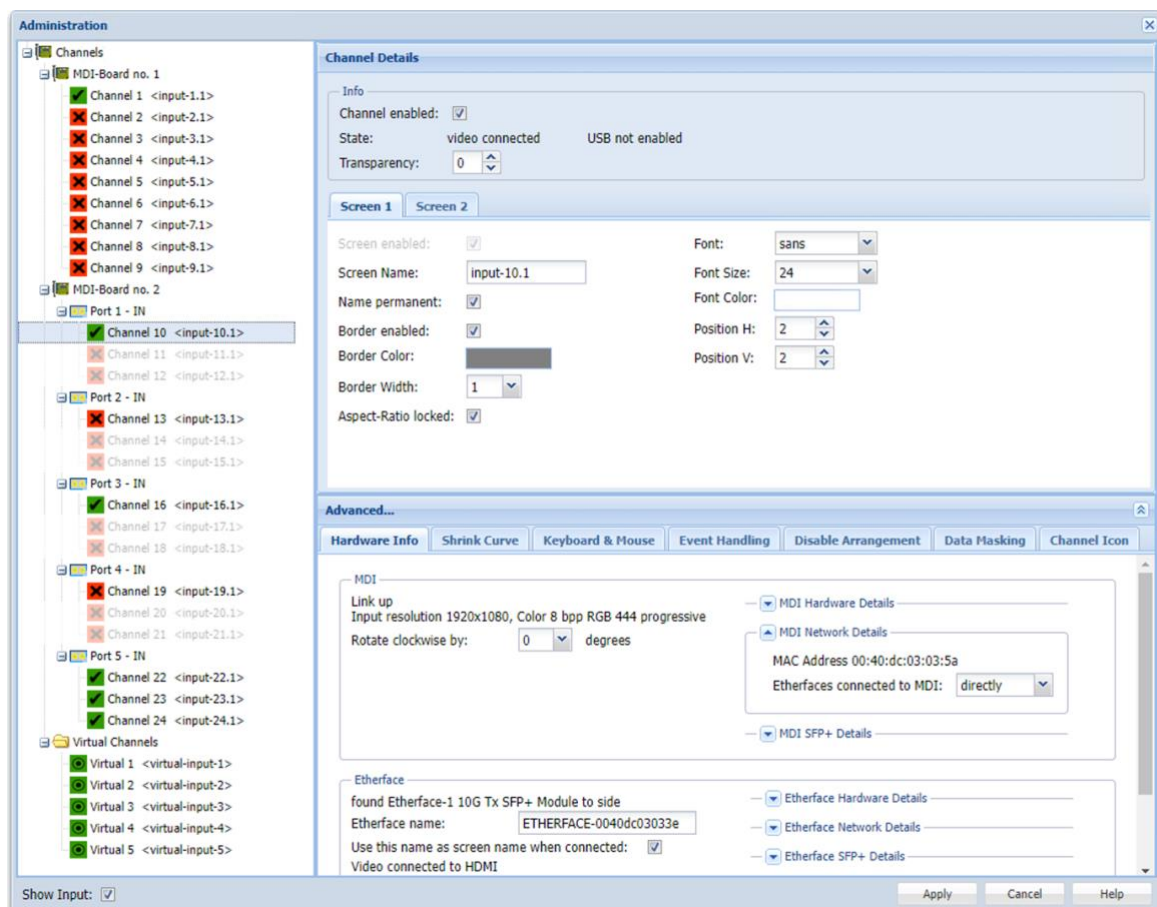 Administration
Channels
MDI-Board no. 1
Channel 1 <input-1.1>
Channel 2 <input-2.1>
Channel 3 <input-3.1>
Channel 4 <input-4.1>
Channel 5 <input-5.1>
Channel 6 <input-6.1>
Channel 7 <input-7.1>
Channel 8 <input-8.1>
Channel 9 <input-9.1>
MDI-Board no. 2
Port 1 - IN
Channel 10 <input-10.1>
Channel 11 <input-11.1>
Channel 12 <input-12.1>
Port 2 - IN
Channel 13 <input-13.1>
Channel 14 <input-14.1>
Channel 15 <input-15.1>
Port 3 - IN
Channel 16 <input-16.1>
Channel 17 <input-17.1>
Channel 18 <input-18.1>
Port 4 - IN
Channel 19 <input-19.1>
Channel 20 <input-20.1>
Channel 21 <input-21.1>
Port 5 - IN
Channel 22 <input-22.1>
Channel 23 <input-23.1>
Channel 24 <input-24.1>
Virtual Channels
Virtual 1 <virtual-input-1>
Virtual 2 <virtual-input-2>
Virtual 3 <virtual-input-3>
Virtual 4 <virtual-input-4>
Virtual 5 <virtual-input-5>
Show Input:
Channel Details
Info
Channel enabled:
State: video connected USB not enabled
Transparency: 0
Screen 1 Screen 2
Screen enabled:
Screen Name: input-10.1
Name permanent:
Border enabled:
Border Color:
Border Width: 1
Aspect-Ratio locked:
Font: sans
Font Size: 24
Font Color:
Position H: 2
Position V: 2
Advanced...
Hardware Info Shrink Curve Keyboard & Mouse Event Handling Disable Arrangement Data Masking Channel Icon
MDI
Link up
Input resolution 1920x1080, Color 8 bpp RGB 444 progressive
Rotate clockwise by: 0 degrees
MDI Hardware Details
MDI Network Details
MAC Address 00:40:dc:03:03:5a
Etherfaces connected to MDI: directly
MDI SFP+ Details
Etherface
found Etherface-1 10G Tx SFP+ Module to side
Etherface name: ETHERFACE-0040dc03033e
Use this name as screen name when connected:
Video connected to HDMI
Etherface Hardware Details
Etherface Network Details
Etherface SFP+ Details
Apply Cancel Help